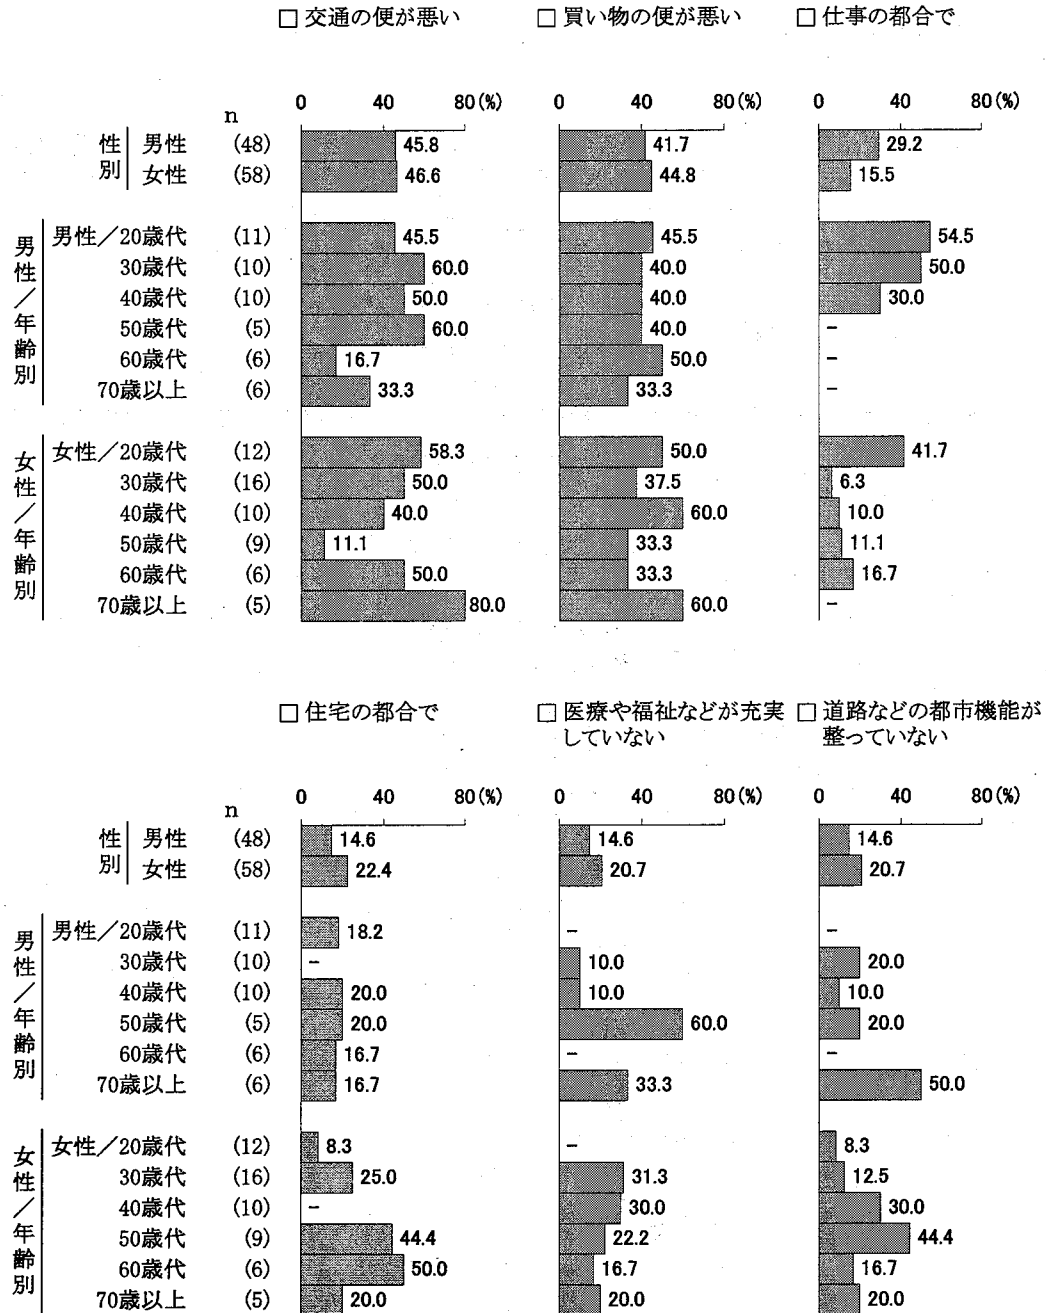 □ 交通の便が悪い □ 買い物の便が悪い □ 仕事の都合で
n 0 40 80(%) 0 40 80(%) 0 40 80(%)
性別
男性 (48) 45.8 41.7 29.2
女性 (58) 46.6 44.8 15.5
男性／年齢別
男性／20歳代 (11) 45.5 45.5 54.5
30歳代 (10) 60.0 40.0 50.0
40歳代 (10) 50.0 40.0 30.0
50歳代 (5) 60.0 40.0 -
60歳代 (6) 16.7 50.0 -
70歳以上 (6) 33.3 33.3 -
女性／年齢別
女性／20歳代 (12) 58.3 50.0 41.7
30歳代 (16) 50.0 37.5 6.3
40歳代 (10) 40.0 60.0 10.0
50歳代 (9) 11.1 33.3 11.1
60歳代 (6) 50.0 33.3 16.7
70歳以上 (5) 80.0 60.0 -
□ 住宅の都合で □ 医療や福祉などが充実 □ 道路などの都市機能が
していない 整っていない
n 0 40 80(%) 0 40 80(%) 0 40 80(%)
性別
男性 (48) 14.6 14.6 14.6
女性 (58) 22.4 20.7 20.7
男性／年齢別
男性／20歳代 (11) 18.2 - -
30歳代 (10) - 10.0 20.0
40歳代 (10) 20.0 10.0 10.0
50歳代 (5) 20.0 60.0 20.0
60歳代 (6) 16.7 - -
70歳以上 (6) 16.7 33.3 50.0
女性／年齢別
女性／20歳代 (12) 8.3 - 8.3
30歳代 (16) 25.0 31.3 12.5
40歳代 (10) - 30.0 30.0
50歳代 (9) 44.4 22.2 44.4
60歳代 (6) 50.0 16.7 16.7
70歳以上 (5) 20.0 20.0 20.0